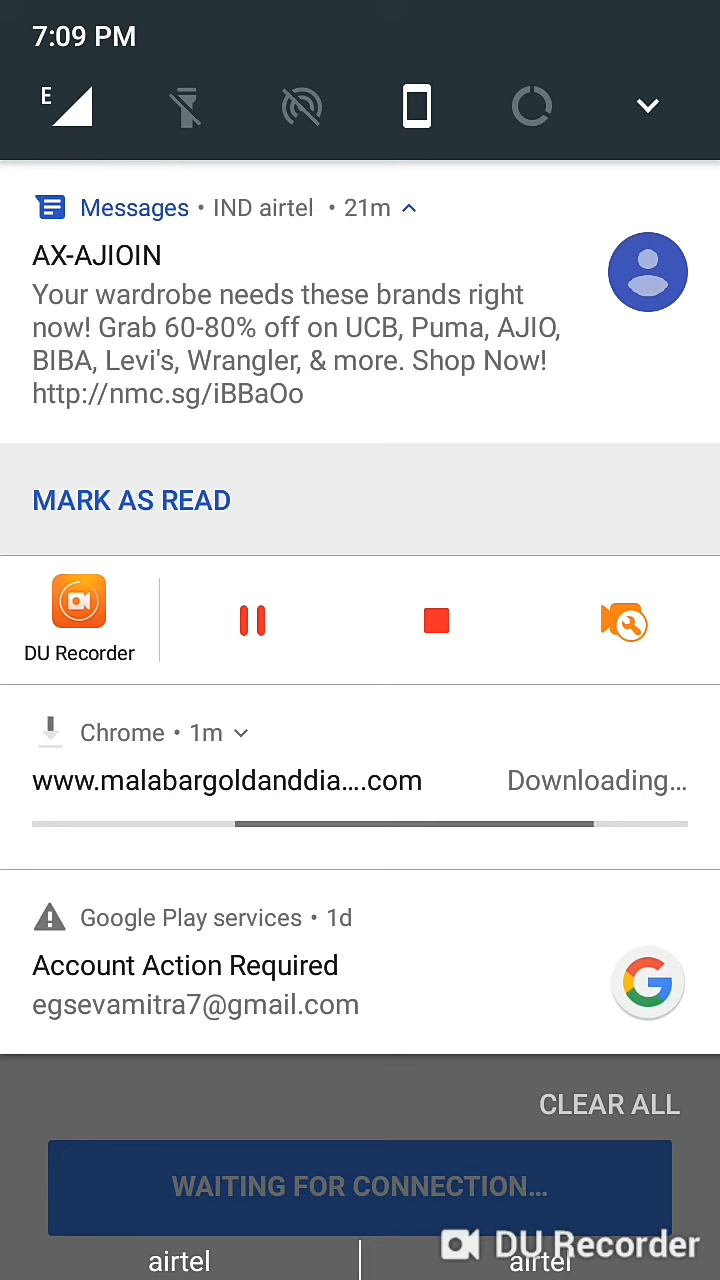 7:09 PM
E
Messages • IND airtel • 21m
AX-AJIOIN
Your wardrobe needs these brands right
now! Grab 60-80% off on UCB, Puma, AJIO,
BIBA, Levi's, Wrangler, & more. Shop Now!
http://nmc.sg/iBBaOo
MARK AS READ
DU Recorder
Chrome • 1m
www.malabargoldanddia….com Downloading…
Google Play services • 1d
Account Action Required
egsevamitra7@gmail.com
CLEAR ALL
WAITING FOR CONNECTION…
DU Recorder
airtel airtel